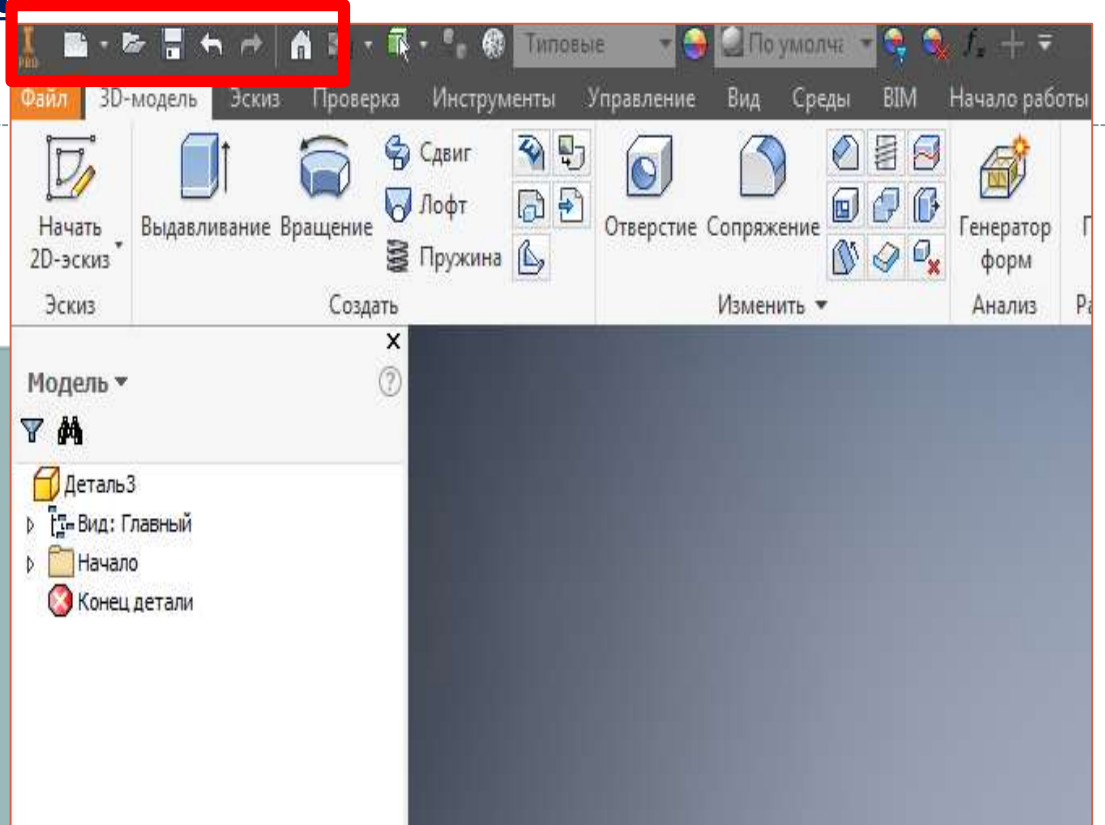 I
PRO
Типовые
По умолча
fx
Файл 3D-модель Эскиз Проверка Инструменты Управление Вид Среды BIM Начало работы
Начать
2D-эскиз
Выдавливание
Вращение
Сдвиг
Лофт
Пружина
Отверстие
Сопряжение
Генератор
форм
Эскиз
Создать
Изменить
Анализ
Модель
Деталь3
Вид: Главный
Начало
Конец детали